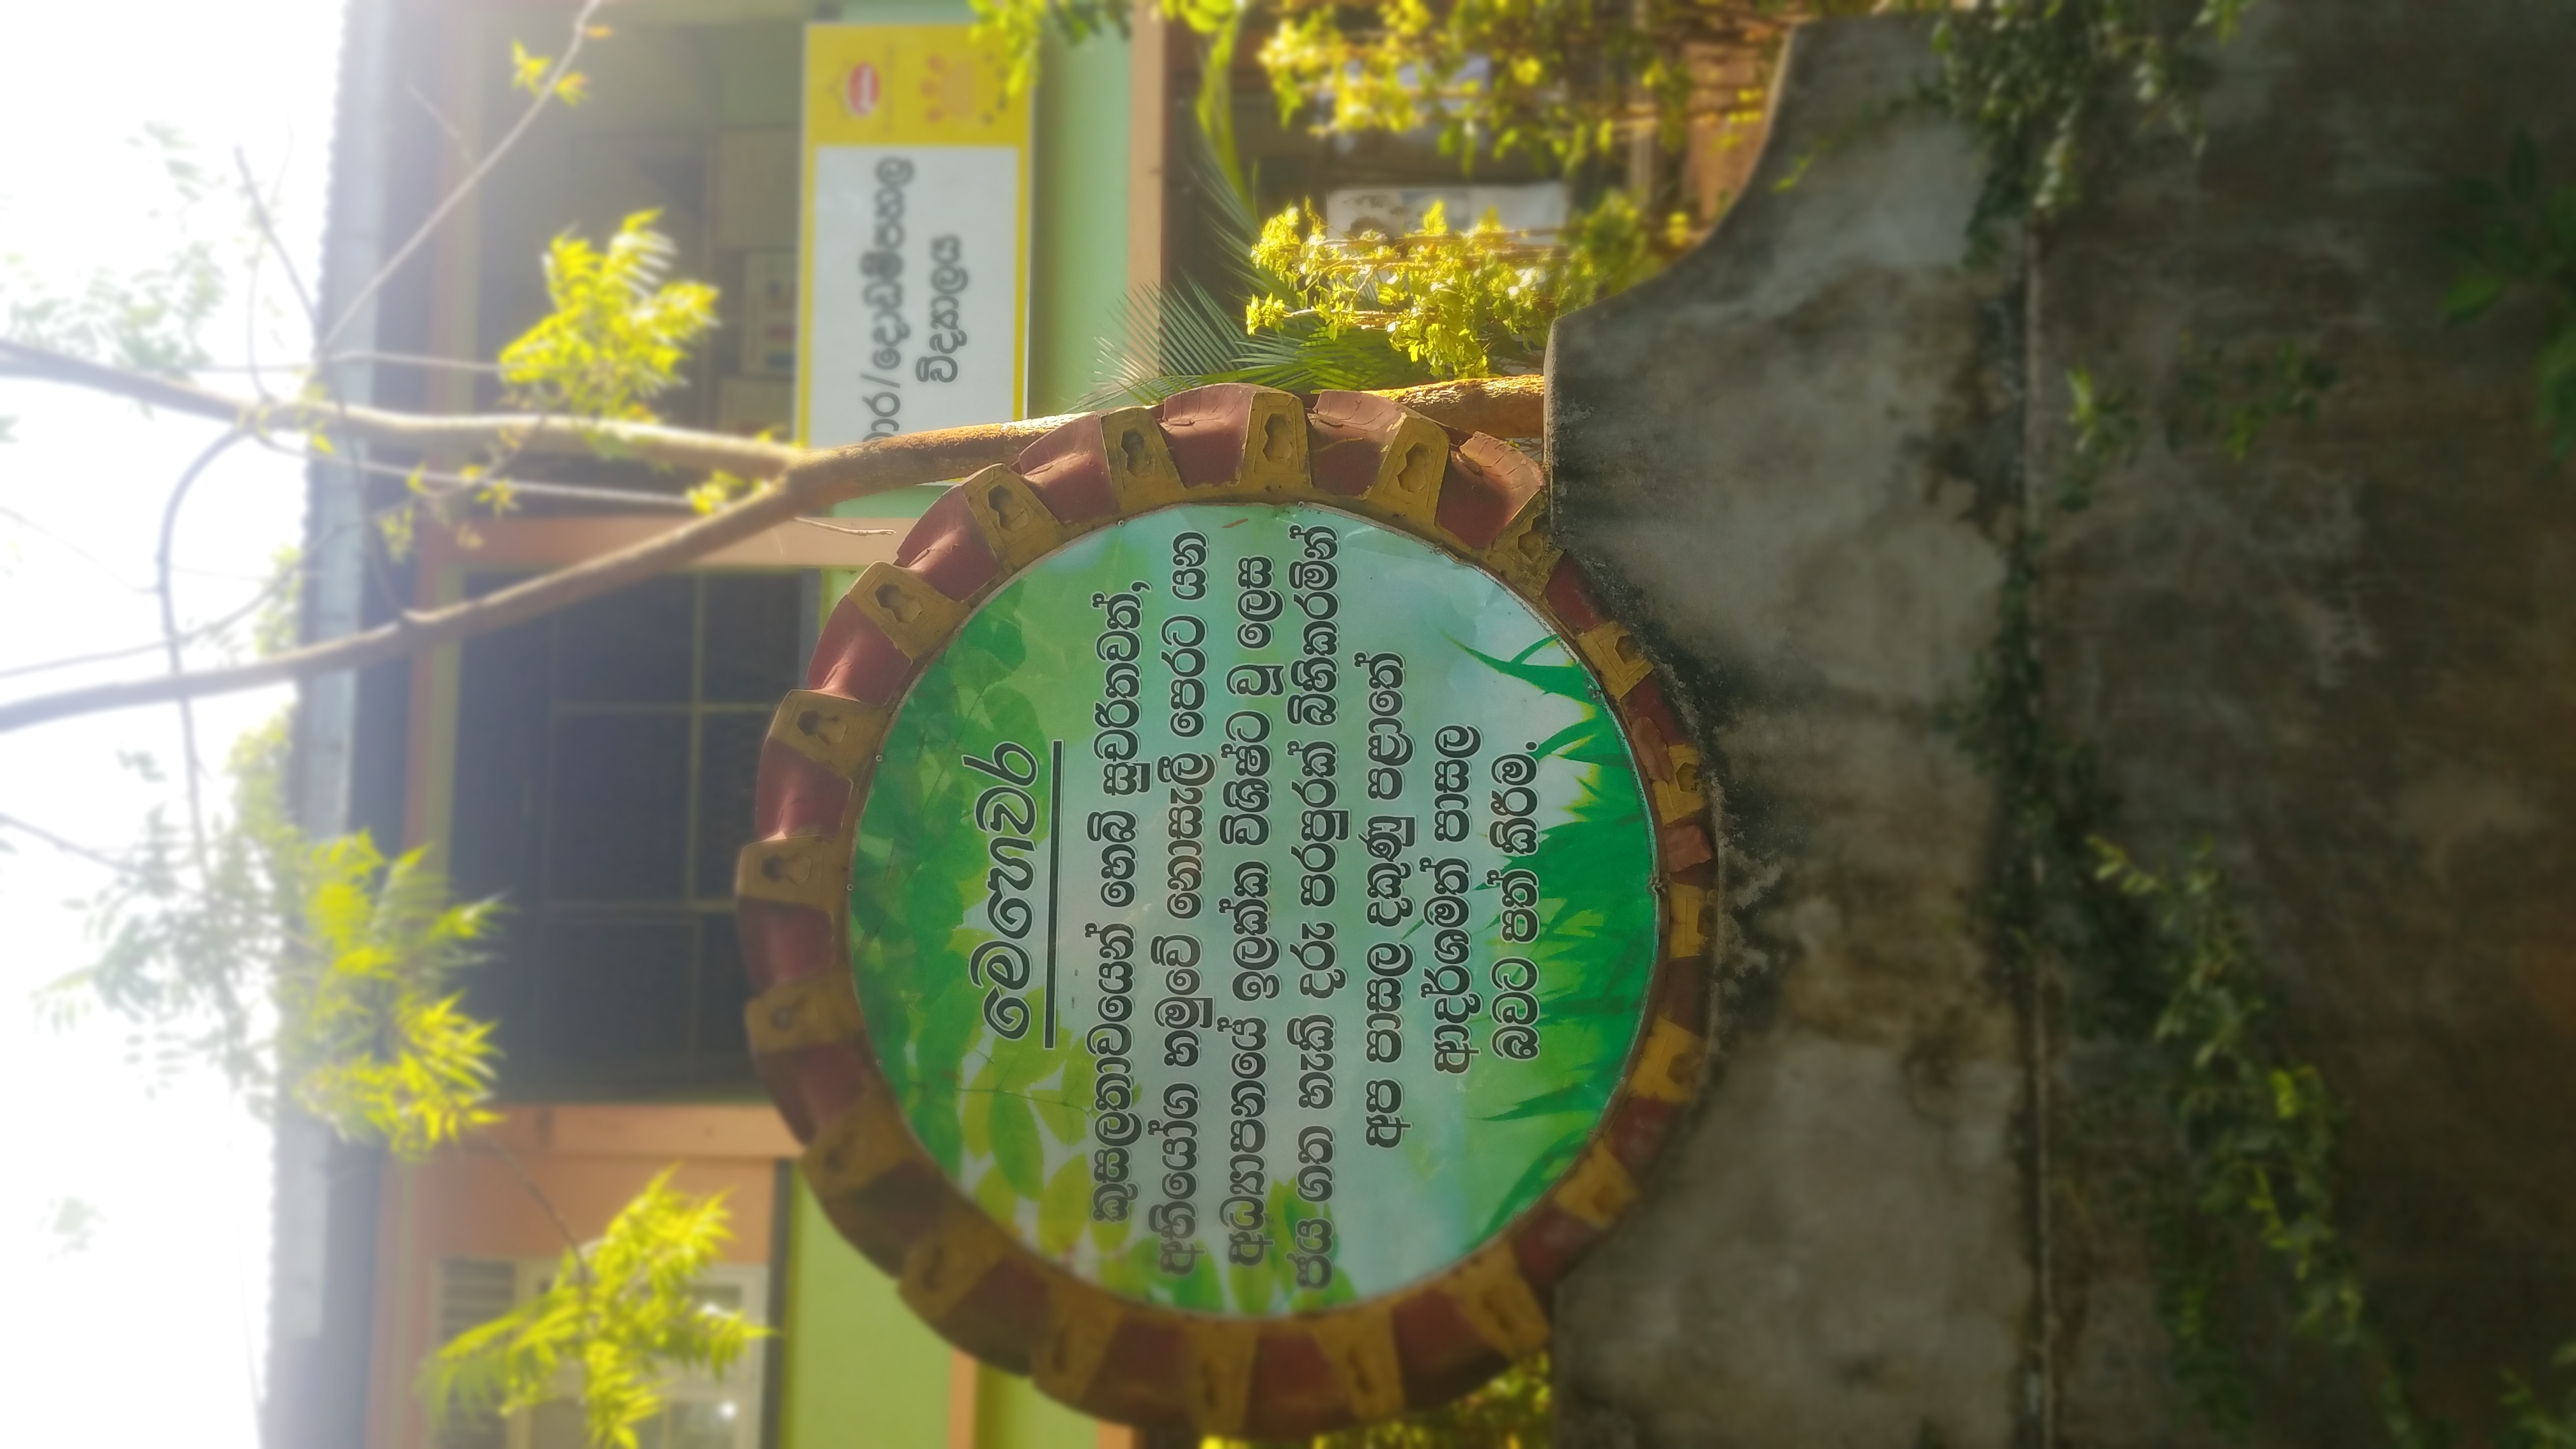 මෙහෙවර
කුසලතාවයෙන් හෙබි සුචරිතවත්,
අභියෝග හමුවේ නොසැලී පෙරට යන
අධ්‍යාපනයේ ඉලක්ක විශිෂ්ට වූ ලෙස
ජය ගත හැකි දරු පරපුරක් බිහිකරමින්
අප පාසල දකුණු පළාතේ
ආදර්ශමත් පාසල
බවට පත් කිරීම.
දොඩම්පහල
විද්‍යාලය